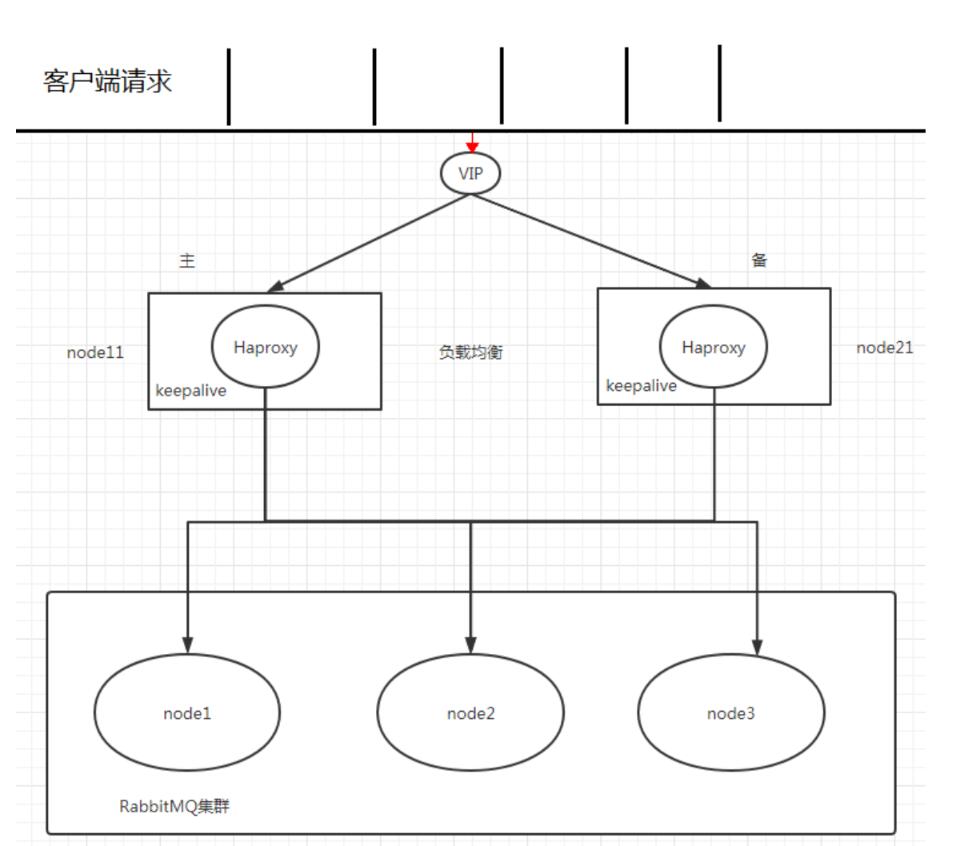 客户端请求
VIP
主
备
node11
Haproxy
keepalive
负载均衡
Haproxy
keepalive
node21
node1
node2
node3
RabbitMQ集群